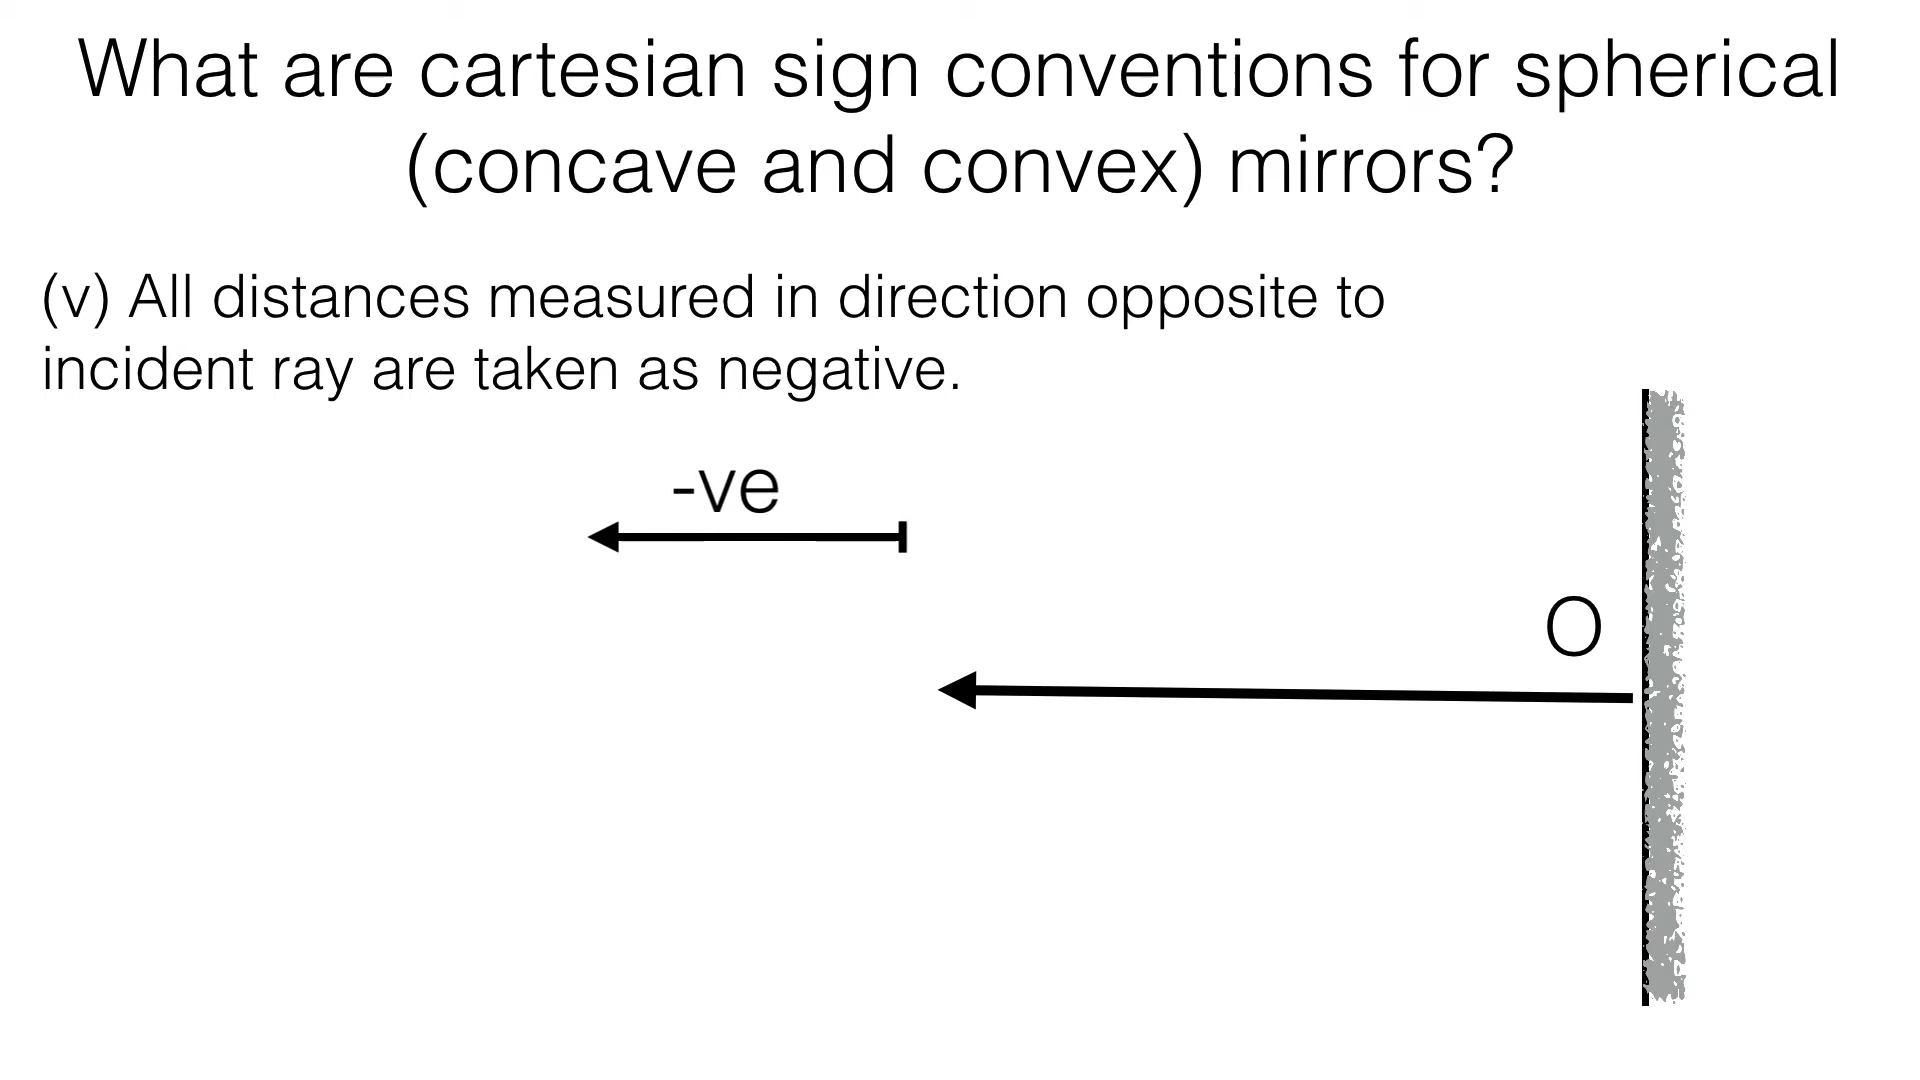 What are cartesian sign conventions for spherical
(concave and convex) mirrors?
(v) All distances measured in direction opposite to
incident ray are taken as negative.
-ve
O